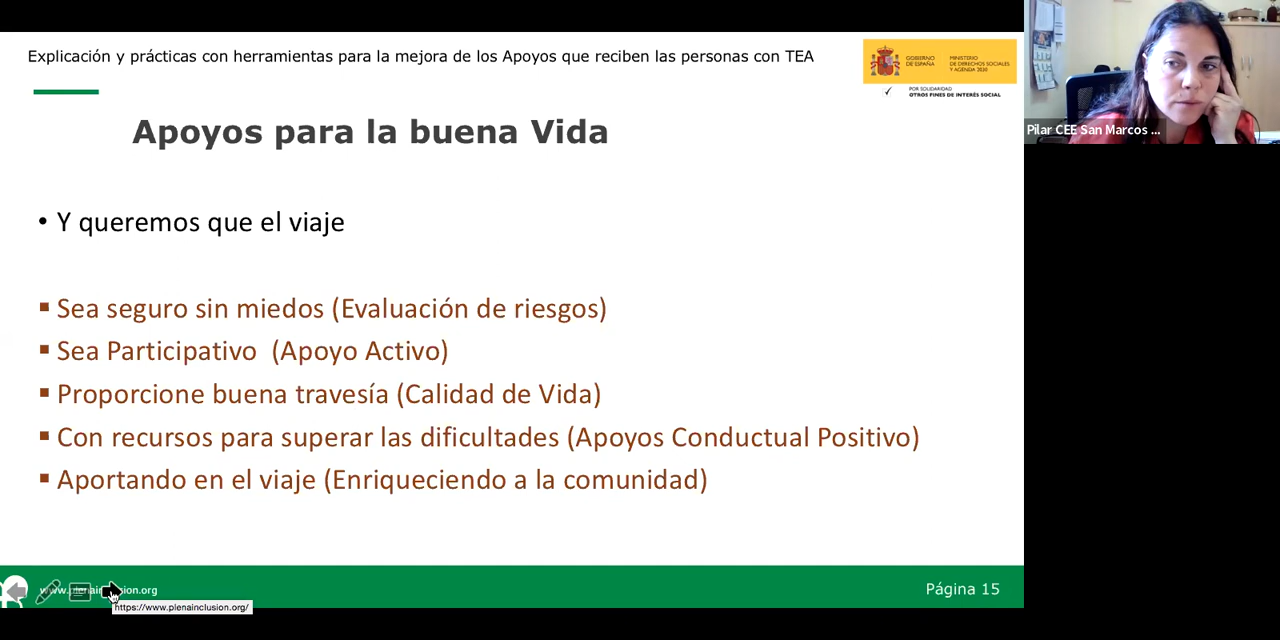 Explicación y prácticas con herramientas para la mejora de los Apoyos que reciben las personas con TEA
GOBIERNO DE ESPAÑA
MINISTERIO DE DERECHOS SOCIALES Y AGENDA 2030
POR SOLIDARIDAD
OTROS FINES DE INTERÉS SOCIAL
Apoyos para la buena Vida
• Y queremos que el viaje
▪ Sea seguro sin miedos (Evaluación de riesgos)
▪ Sea Participativo (Apoyo Activo)
▪ Proporcione buena travesía (Calidad de Vida)
▪ Con recursos para superar las dificultades (Apoyos Conductual Positivo)
▪ Aportando en el viaje (Enriqueciendo a la comunidad)
Página 15
https://www.plenainclusion.org/
Pilar CEE San Marcos ...